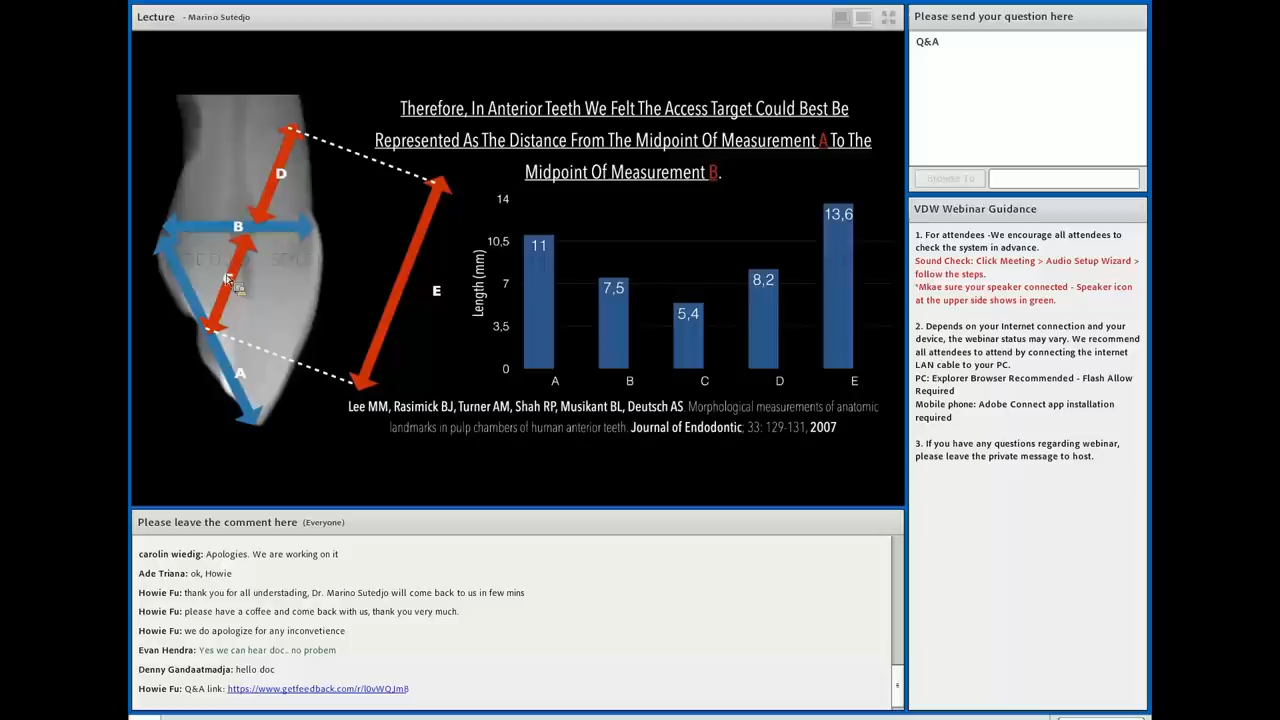 Lecture - Marino Sutedjo
Therefore, In Anterior Teeth We Felt The Access Target Could Best Be
Represented As The Distance From The Midpoint Of Measurement A To The
Midpoint Of Measurement B.
D
B
A
E
14
10,5
7
3,5
0
Length (mm)
11
7,5
5,4
8,2
13,6
A B C D E
Lee MM, Rasimick BJ, Turner AM, Shah RP, Musikant BL, Deutsch AS. Morphological measurements of anatomic
landmarks in pulp chambers of human anterior teeth. Journal of Endodontic; 33: 129-131, 2007
Please leave the comment here (Everyone)
carolin wiedig: Apologies. We are working on it
Ade Triana: ok, Howie
Howie Fu: thank you for all understading, Dr. Marino Sutedjo will come back to us in few mins
Howie Fu: please have a coffee and come back with us, thank you very much.
Howie Fu: we do apologize for any inconvetience
Evan Hendra: Yes we can hear doc.. no probem
Denny Gandaatmadja: hello doc
Howie Fu: Q&A link: https://www.getfeedback.com/r/l0vWQJm8
Please send your question here
Q&A
Browse To
VDW Webinar Guidance
1. For attendees -We encourage all attendees to
check the system in advance.
Sound Check: Click Meeting > Audio Setup Wizard >
follow the steps.
*Mkae sure your speaker connected - Speaker icon
at the upper side shows in green.
2. Depends on your Internet connection and your
device, the webinar status may vary. We recommend
all attendees to attend by connecting the internet
LAN cable to your PC.
PC: Explorer Browser Recommended - Flash Allow
Required
Mobile phone: Adobe Connect app installation
required
3. If you have any questions regarding webinar,
please leave the private message to host.